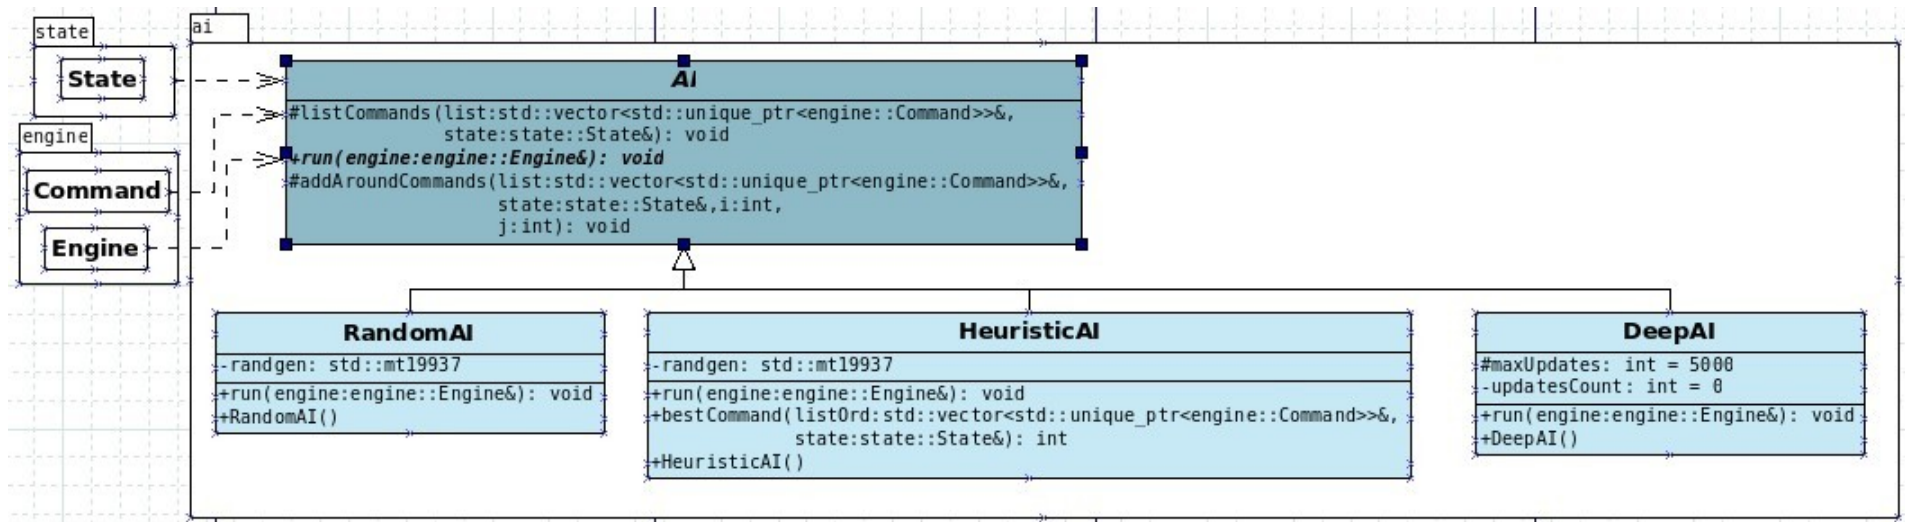 state
State
engine
Command
Engine
ai
AI
#listCommands(list:std::vector<std::unique_ptr<engine::Command>>&,
state:state::State&): void
+run(engine:engine::Engine&): void
#addAroundCommands(list:std::vector<std::unique_ptr<engine::Command>>&,
state:state::State&,i:int,
j:int): void
RandomAI
-randgen: std::mt19937
+run(engine:engine::Engine&): void
+RandomAI()
HeuristicAI
-randgen: std::mt19937
+run(engine:engine::Engine&): void
+bestCommand(listOrd:std::vector<std::unique_ptr<engine::Command>>&,
state:state::State&): int
+HeuristicAI()
DeepAI
#maxUpdates: int = 5000
-updatesCount: int = 0
+run(engine:engine::Engine&): void
+DeepAI()